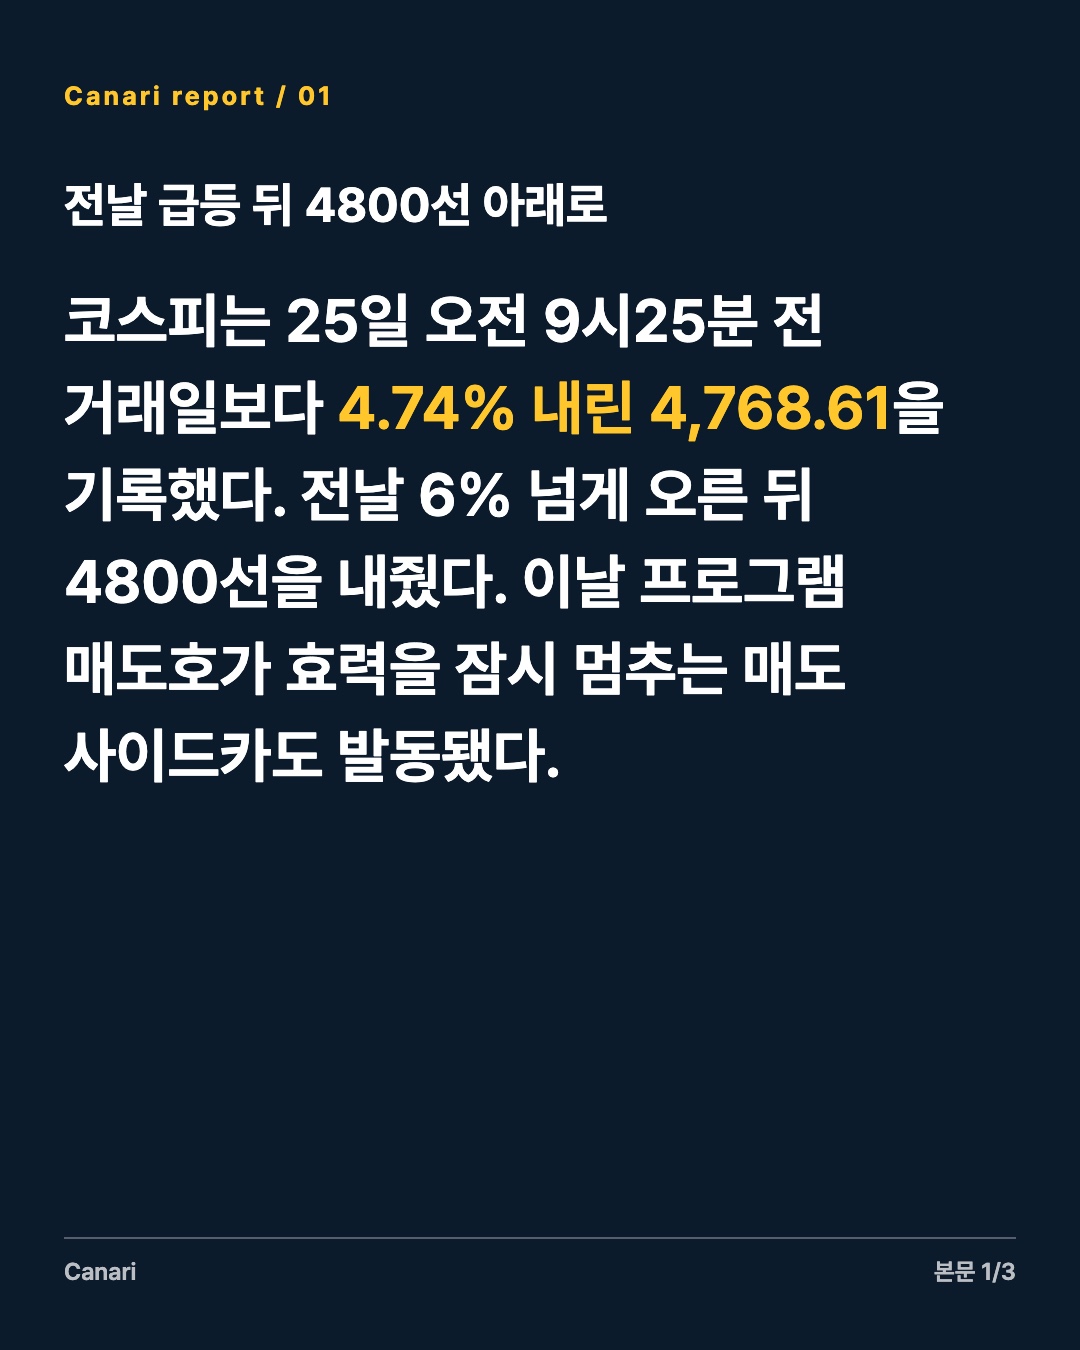 Canari report / 01
전날 급등 뒤 4800선 아래로
코스피는 25일 오전 9시25분 전
거래일보다 4.74% 내린 4,768.61을
기록했다. 전날 6% 넘게 오른 뒤
4800선을 내줬다. 이날 프로그램
매도호가 효력을 잠시 멈추는 매도
사이드카도 발동됐다.
Canari
본문 1/3